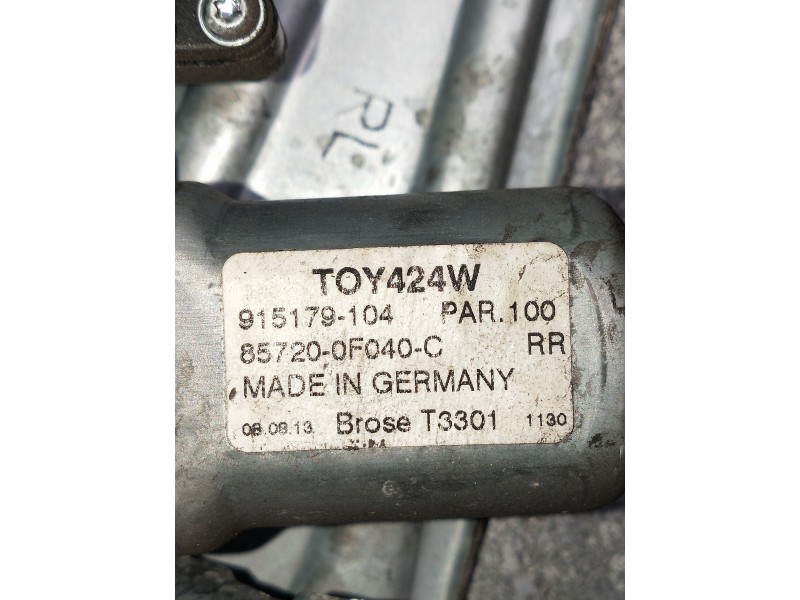 RL
TOY424W
915179-104 PAR.100
85720-0F040-C RR
MADE IN GERMANY
08.08.13 Brose T3301 1130